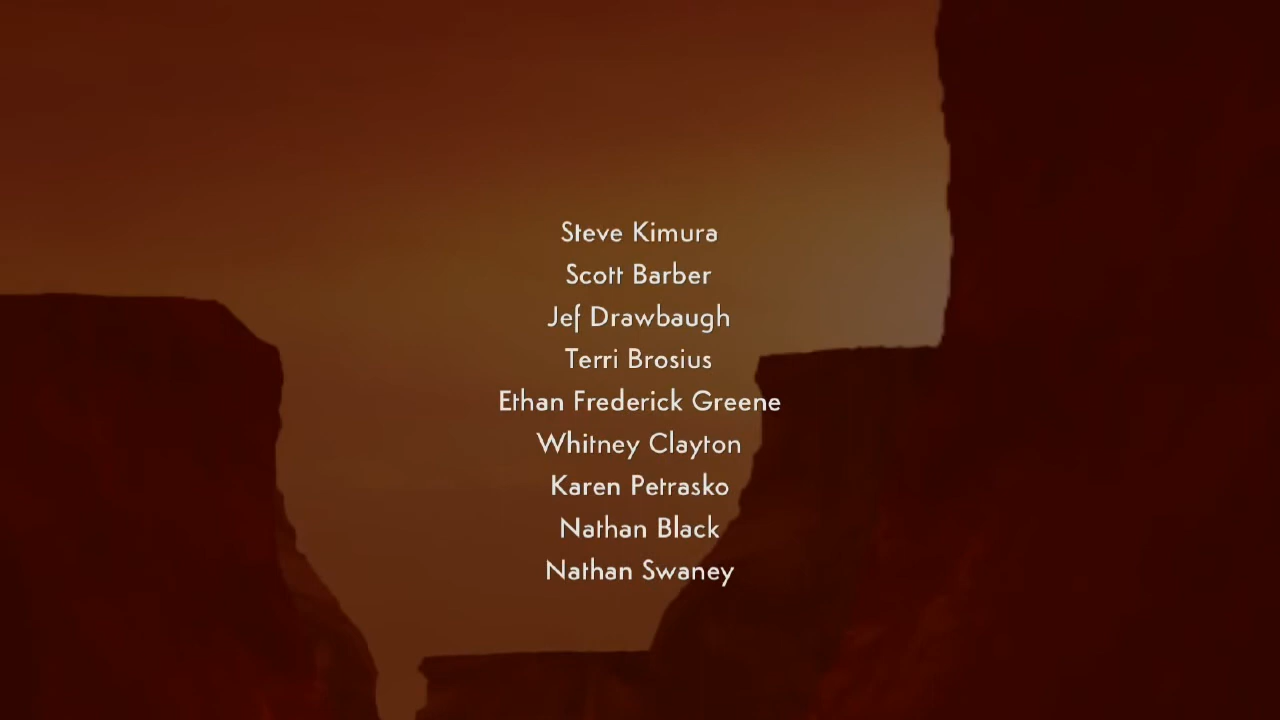 Steve Kimura
Scott Barber
Jef Drawbaugh
Terri Brosius
Ethan Frederick Greene
Whitney Clayton
Karen Petrasko
Nathan Black
Nathan Swaney